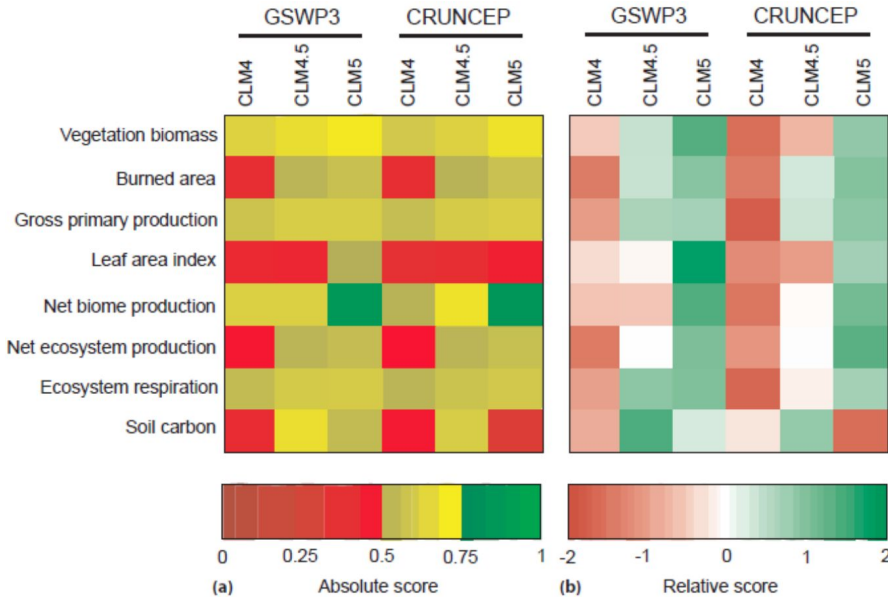 GSWP3 CRUNCEP GSWP3 CRUNCEP
CLM4 CLM4.5 CLM5 CLM4 CLM4.5 CLM5 CLM4 CLM4.5 CLM5 CLM4 CLM4.5 CLM5
Vegetation biomass
Burned area
Gross primary production
Leaf area index
Net biome production
Net ecosystem production
Ecosystem respiration
Soil carbon
0 0.25 0.5 0.75 1 -2 -1 0 1 2
(a) Absolute score (b) Relative score